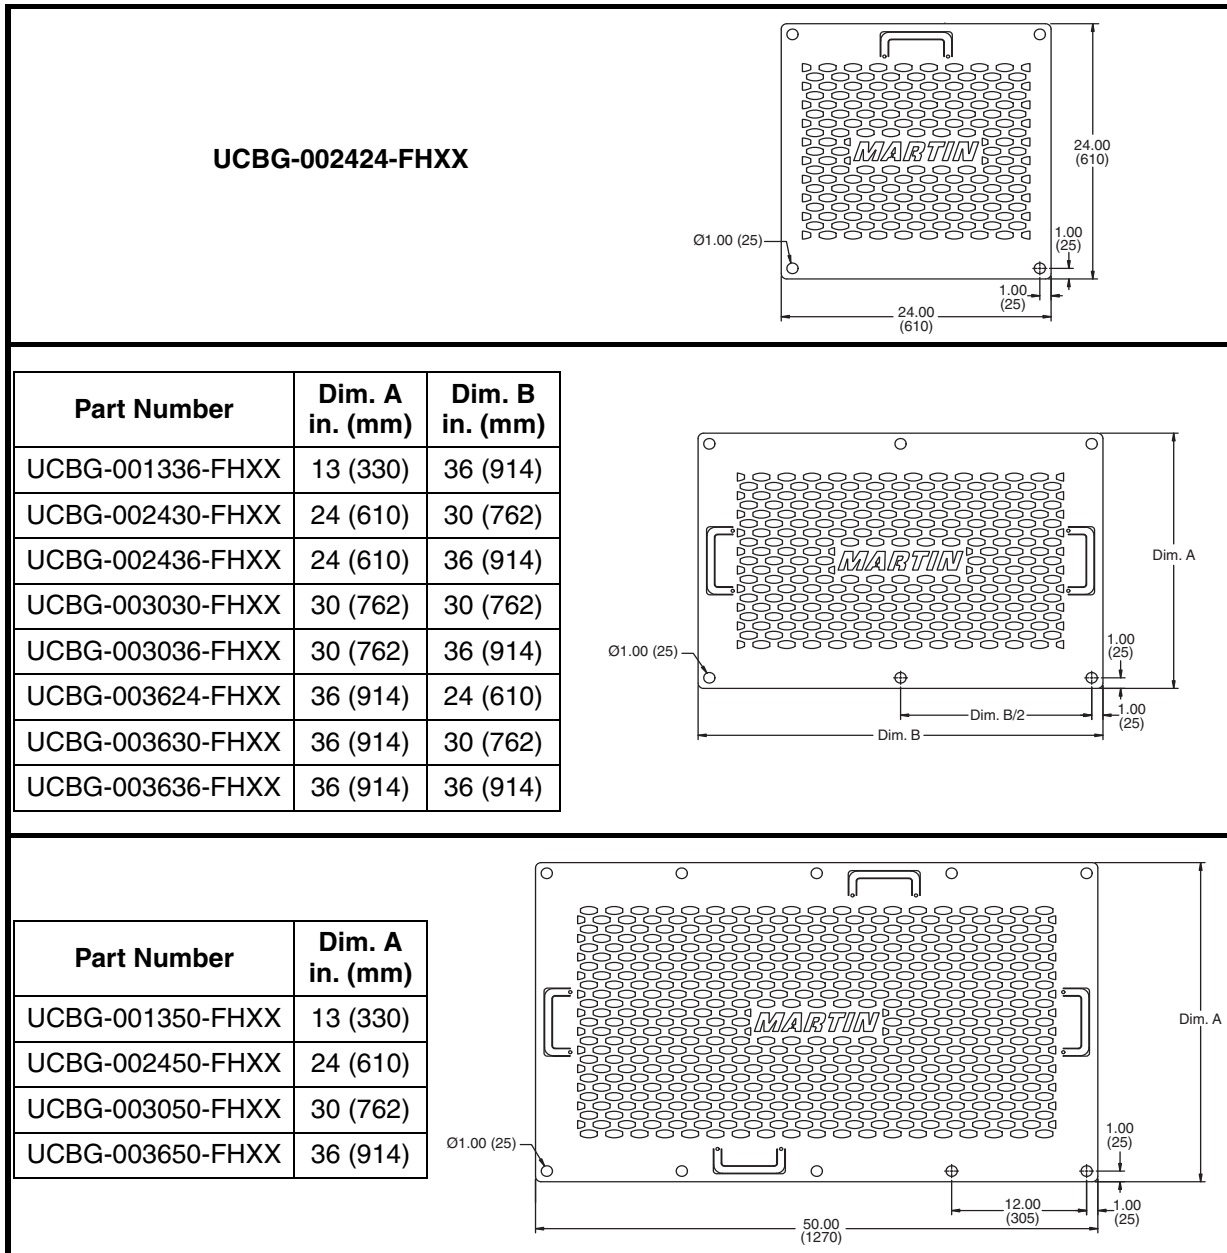 UCBG-002424-FHXX
MARTIN
24.00
(610)
Ø1.00 (25)
1.00
(25)
1.00
(25)
24.00
(610)
Part Number Dim. A in. (mm) Dim. B in. (mm)
UCBG-001336-FHXX 13 (330) 36 (914)
UCBG-002430-FHXX 24 (610) 30 (762)
UCBG-002436-FHXX 24 (610) 36 (914)
UCBG-003030-FHXX 30 (762) 30 (762)
UCBG-003036-FHXX 30 (762) 36 (914)
UCBG-003624-FHXX 36 (914) 24 (610)
UCBG-003630-FHXX 36 (914) 30 (762)
UCBG-003636-FHXX 36 (914) 36 (914)
MARTIN
Dim. A
Ø1.00 (25)
1.00
(25)
1.00
(25)
Dim. B/2
Dim. B
Part Number Dim. A in. (mm)
UCBG-001350-FHXX 13 (330)
UCBG-002450-FHXX 24 (610)
UCBG-003050-FHXX 30 (762)
UCBG-003650-FHXX 36 (914)
MARTIN
Dim. A
Ø1.00 (25)
1.00
(25)
12.00
(305)
1.00
(25)
50.00
(1270)